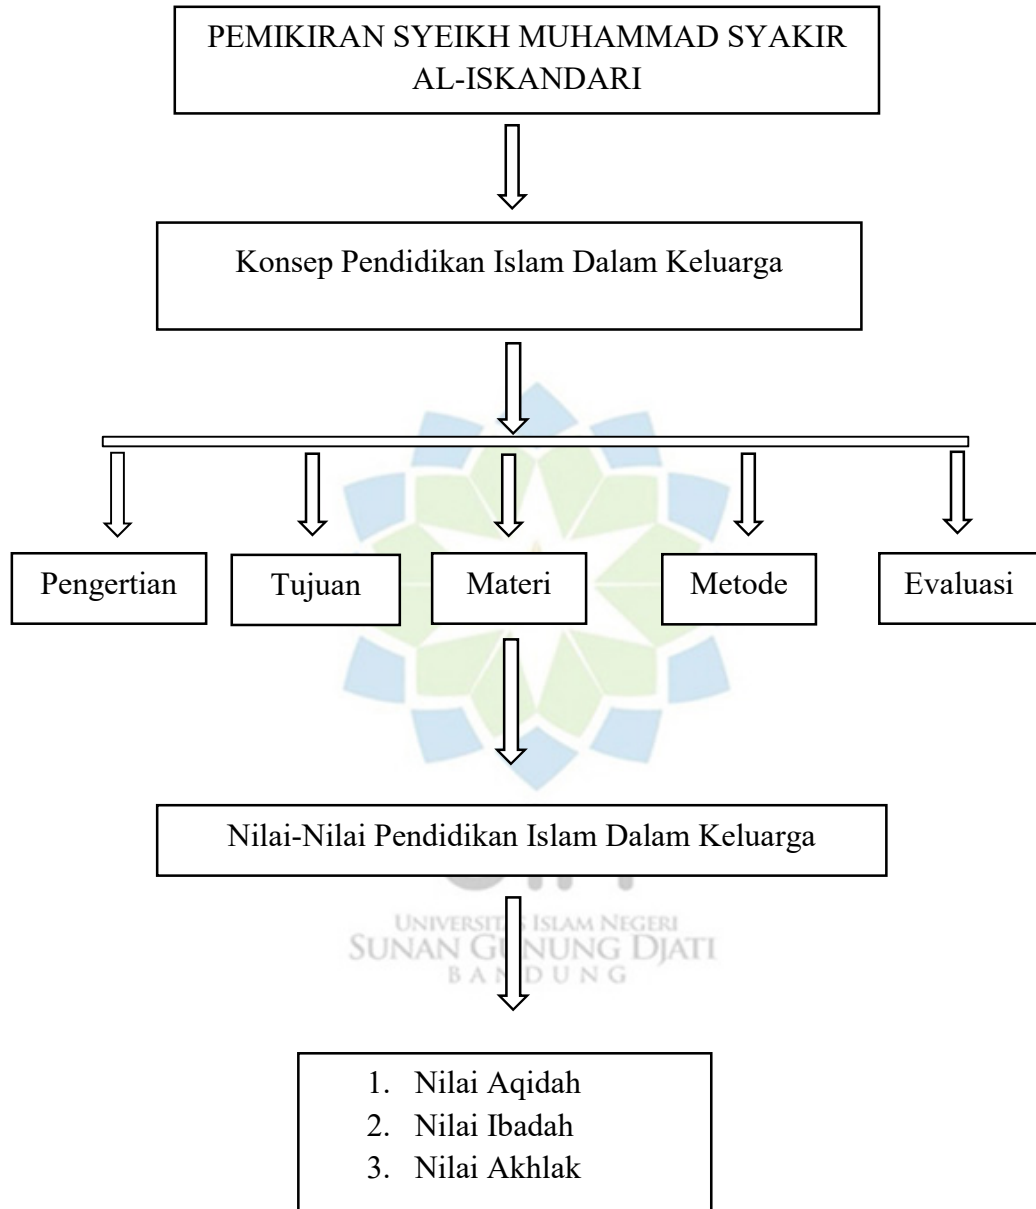 PEMIKIRAN SYEIKH MUHAMMAD SYAKIR
AL-ISKANDARI
Konsep Pendidikan Islam Dalam Keluarga
Pengertian
Tujuan
Materi
Metode
Evaluasi
Nilai-Nilai Pendidikan Islam Dalam Keluarga
UNIVERSITAS ISLAM NEGERI
SUNAN GUNUNG DJATI
BANDUNG
1. Nilai Aqidah
2. Nilai Ibadah
3. Nilai Akhlak